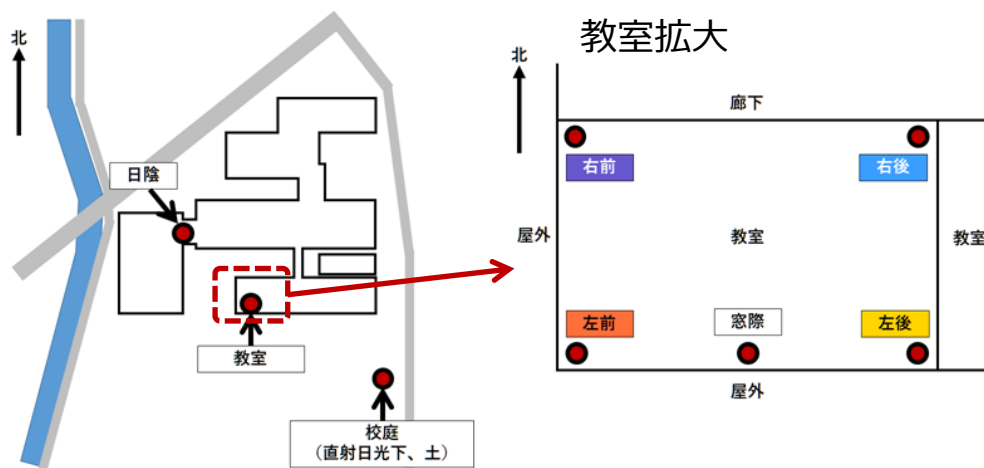 北
日陰
教室
校庭
(直射日光下、土)
教室拡大
北
廊下
右前
右後
屋外
教室
教室
左前
窓際
左後
屋外